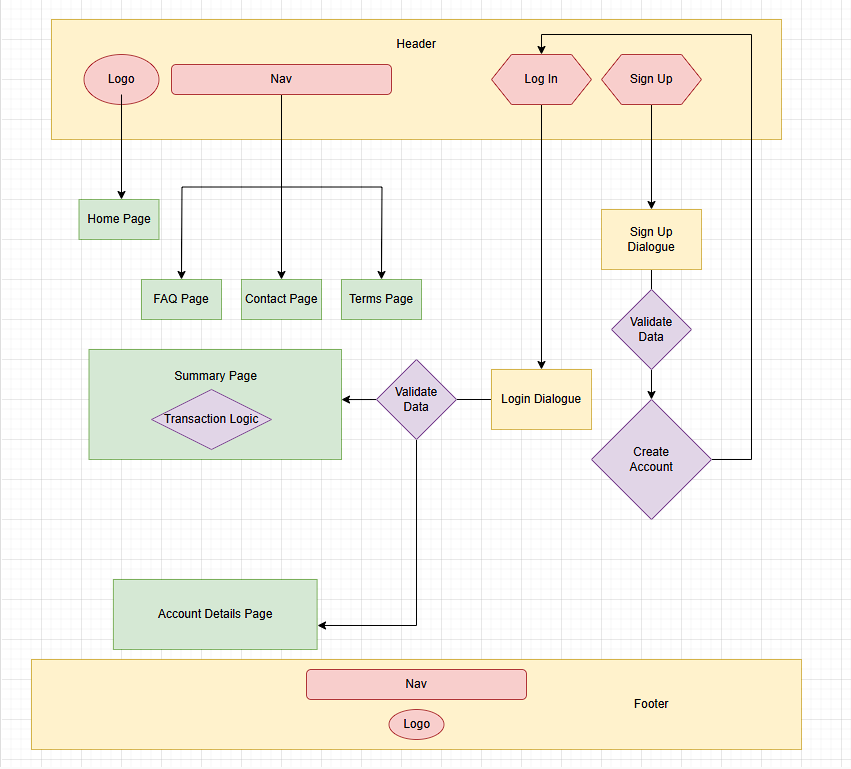 Header
Logo
Nav
Log In
Sign Up
Home Page
Sign Up
Dialogue
FAQ Page
Contact Page
Terms Page
Validate
Data
Summary Page
Transaction Logic
Validate
Data
Login Dialogue
Create
Account
Account Details Page
Nav
Footer
Logo